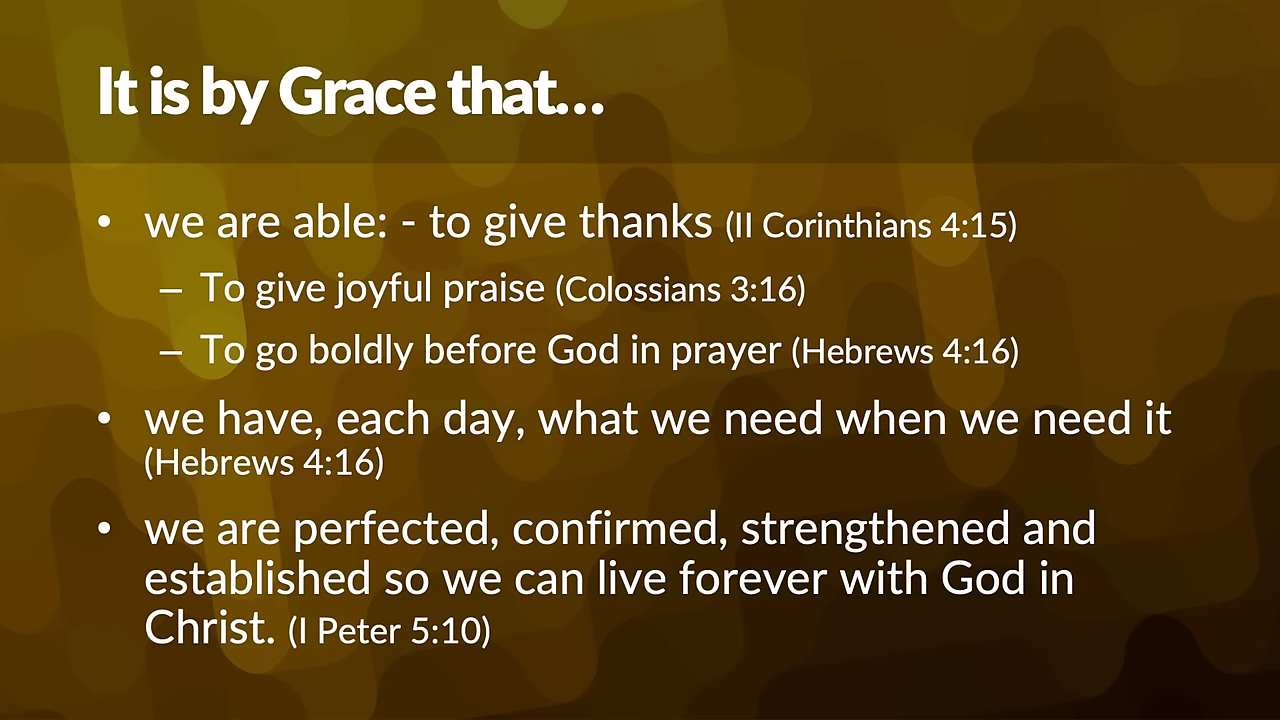 It is by Grace that…
• we are able: - to give thanks (II Corinthians 4:15)
– To give joyful praise (Colossians 3:16)
– To go boldly before God in prayer (Hebrews 4:16)
• we have, each day, what we need when we need it
(Hebrews 4:16)
• we are perfected, confirmed, strengthened and
established so we can live forever with God in
Christ. (I Peter 5:10)